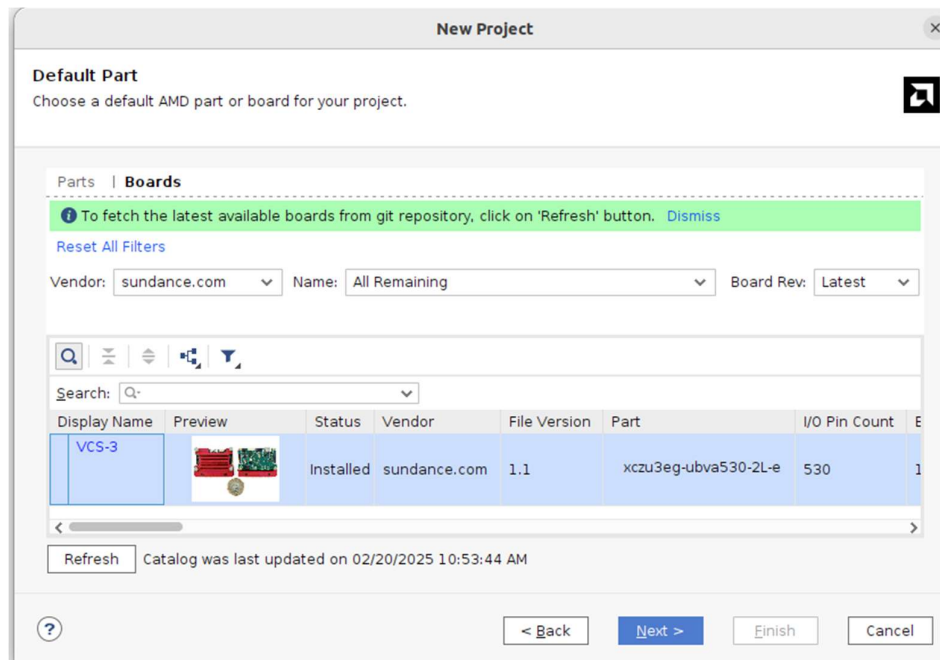 New Project
Default Part
Choose a default AMD part or board for your project.
Parts | Boards
To fetch the latest available boards from git repository, click on 'Refresh' button. Dismiss
Reset All Filters
Vendor: sundance.com Name: All Remaining Board Rev: Latest
Search: Q-
Display Name Preview Status Vendor File Version Part I/O Pin Count
VCS-3 Installed sundance.com 1.1 xczu3eg-ubva530-2L-e 530 1
Refresh Catalog was last updated on 02/20/2025 10:53:44 AM
? < Back Next > Finish Cancel